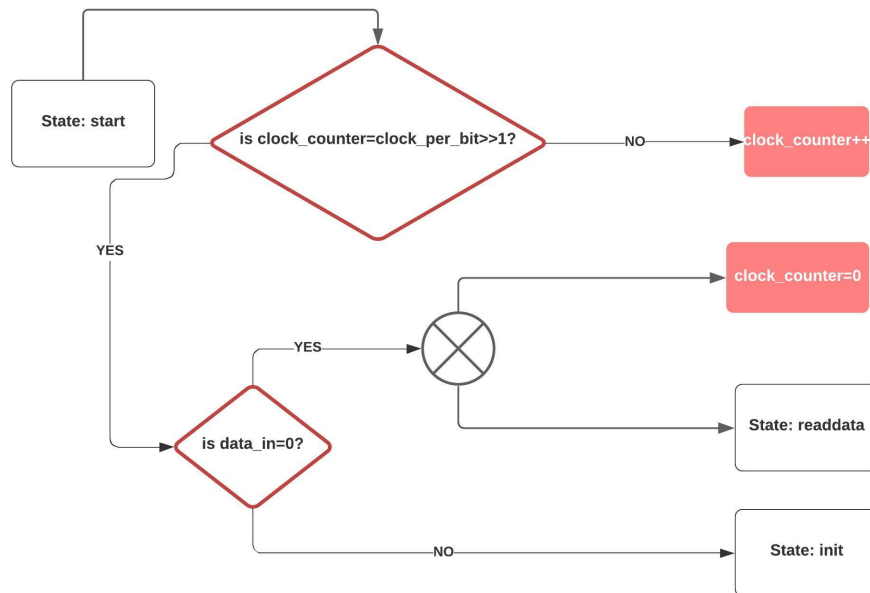 State: start
is clock_counter=clock_per_bit>>1?
NO
clock_counter++
YES
clock_counter=0
YES
is data_in=0?
State: readdata
NO
State: init